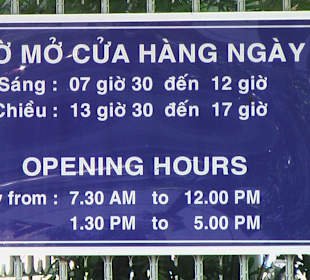 Ờ MỞ CỬA HÀNG NGÀY
Sáng : 07 giờ 30 đến 12 giờ
Chiều : 13 giờ 30 đến 17 giờ
OPENING HOURS
y from : 7.30 AM to 12.00 PM
1.30 PM to 5.00 PM